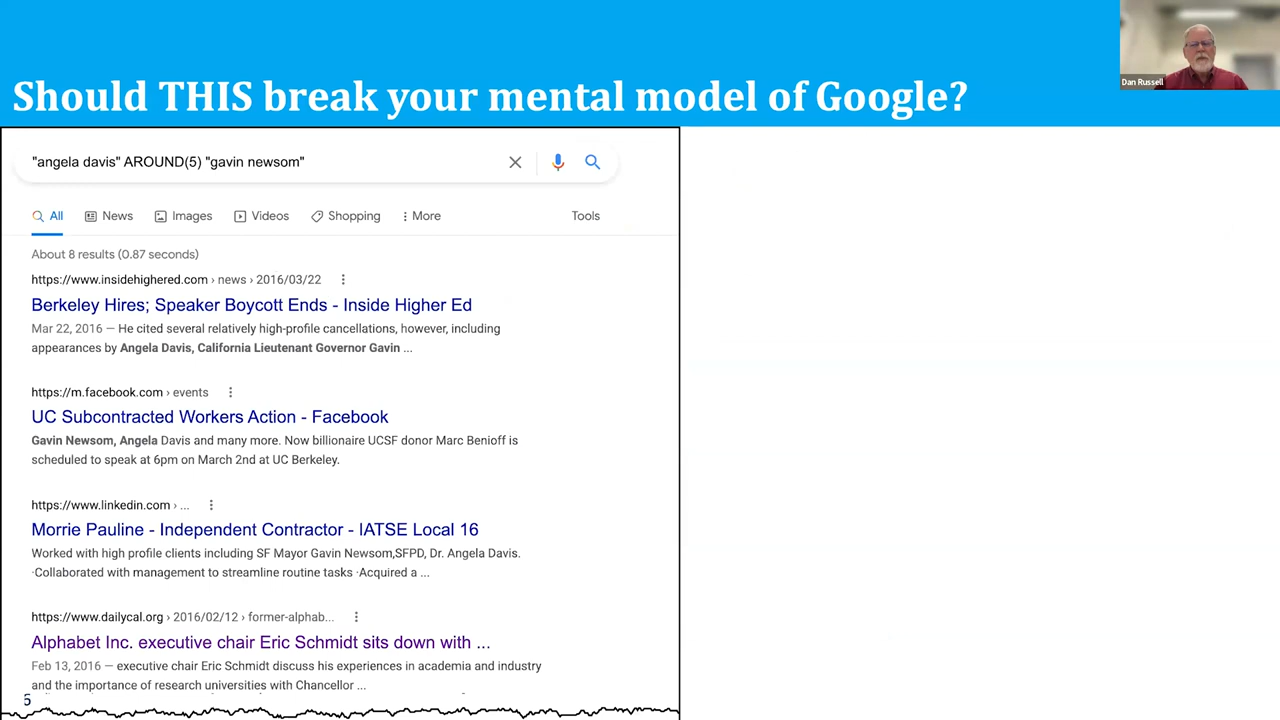 Dan Russell
Should THIS break your mental model of Google?
"angela davis" AROUND(5) "gavin newsom"
All News Images Videos Shopping More Tools
About 8 results (0.87 seconds)
https://www.insidehighered.com › news › 2016/03/22
Berkeley Hires; Speaker Boycott Ends - Inside Higher Ed
Mar 22, 2016 — He cited several relatively high-profile cancellations, however, including
appearances by Angela Davis, California Lieutenant Governor Gavin ...
https://m.facebook.com › events
UC Subcontracted Workers Action - Facebook
Gavin Newsom, Angela Davis and many more. Now billionaire UCSF donor Marc Benioff is
scheduled to speak at 6pm on March 2nd at UC Berkeley.
https://www.linkedin.com › ...
Morrie Pauline - Independent Contractor - IATSE Local 16
Worked with high profile clients including SF Mayor Gavin Newsom,SFPD, Dr. Angela Davis.
·Collaborated with management to streamline routine tasks ·Acquired a ...
https://www.dailycal.org › 2016/02/12 › former-alphab...
Alphabet Inc. executive chair Eric Schmidt sits down with ...
Feb 13, 2016 — executive chair Eric Schmidt discuss his experiences in academia and industry
and the importance of research universities with Chancellor ...